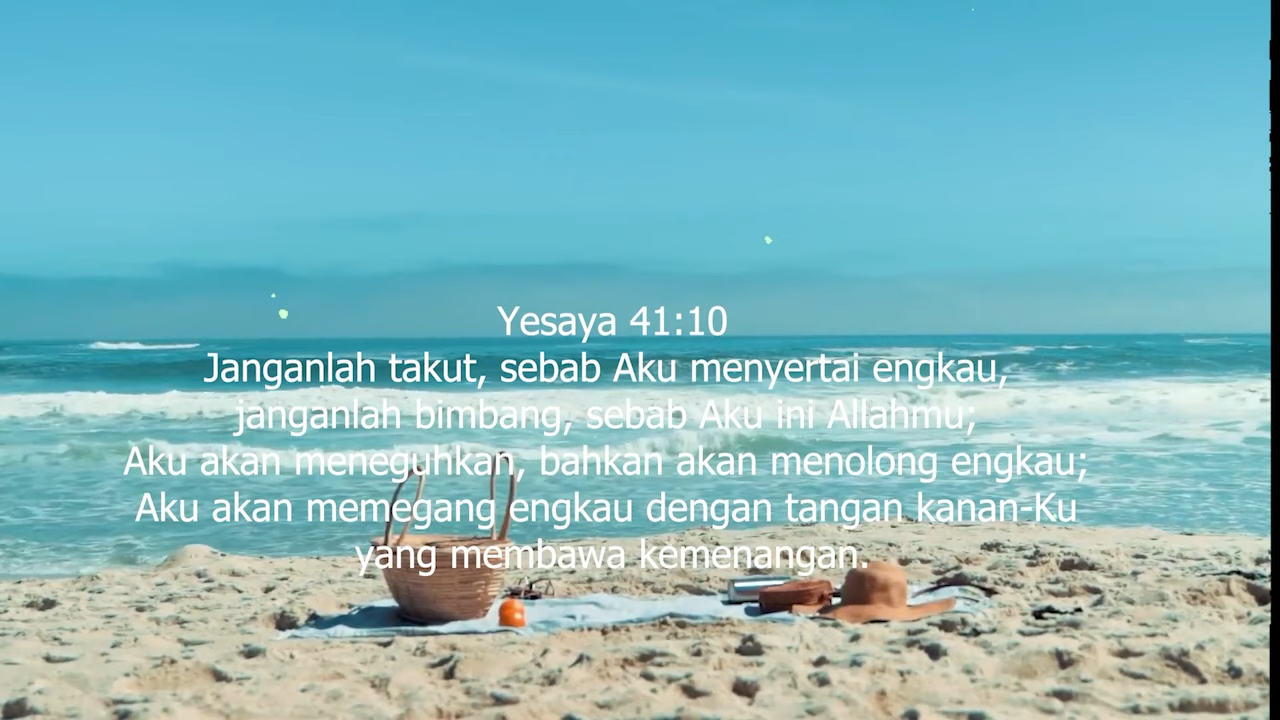 Yesaya 41:10
Janganlah takut, sebab Aku menyertai engkau,
janganlah bimbang, sebab Aku ini Allahmu;
Aku akan meneguhkan, bahkan akan menolong engkau;
Aku akan memegang engkau dengan tangan kanan-Ku
yang membawa kemenangan.